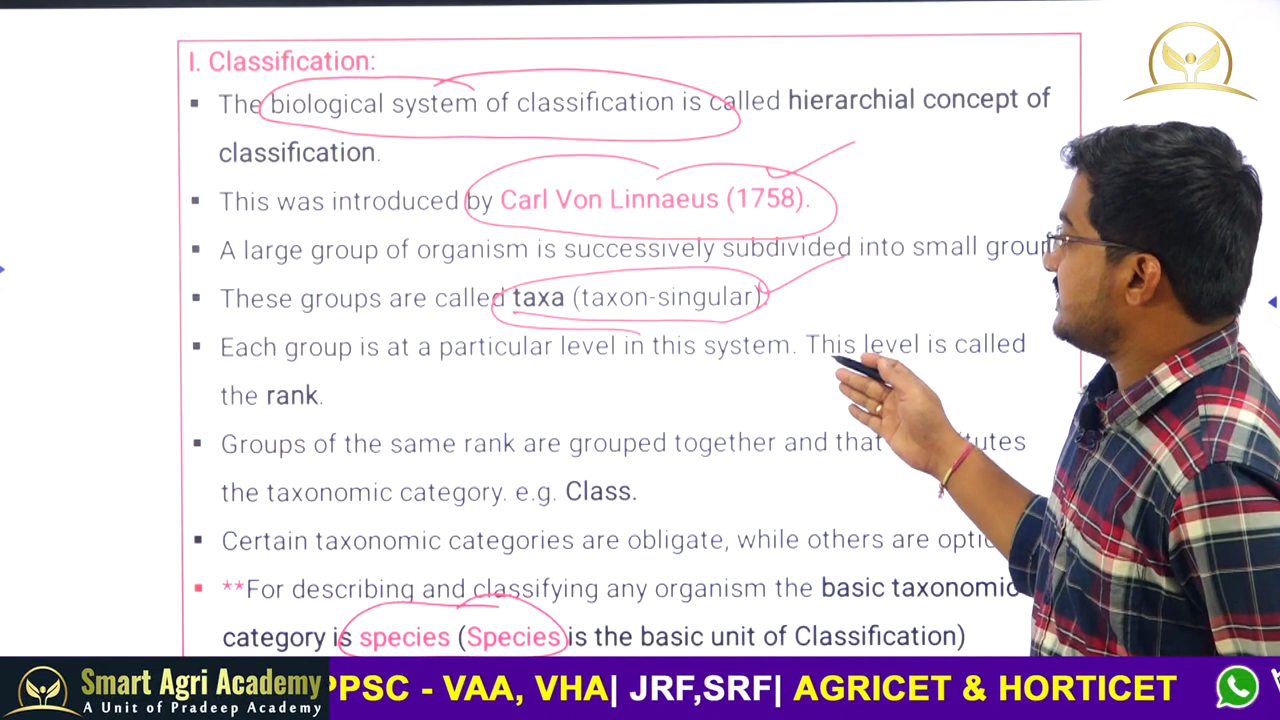 I. Classification:
▪ The biological system of classification is called hierarchial concept of
classification.
▪ This was introduced by Carl Von Linnaeus (1758).
▪ A large group of organism is successively subdivided into small
▪ These groups are called taxa (taxon-singular).
▪ Each group is at a particular level in this system. This level is called
the rank.
▪ Groups of the same rank are grouped together and that
the taxonomic category. e.g. Class.
▪ Certain taxonomic categories are obligate, while others are
▪ **For describing and classifying any organism the basic taxonomic
category is species (Species is the basic unit of Classification)
Smart Agri Academy
A Unit of Pradeep Academy
PPSC - VAA, VHA| JRF,SRF| AGRICET & HORTICET